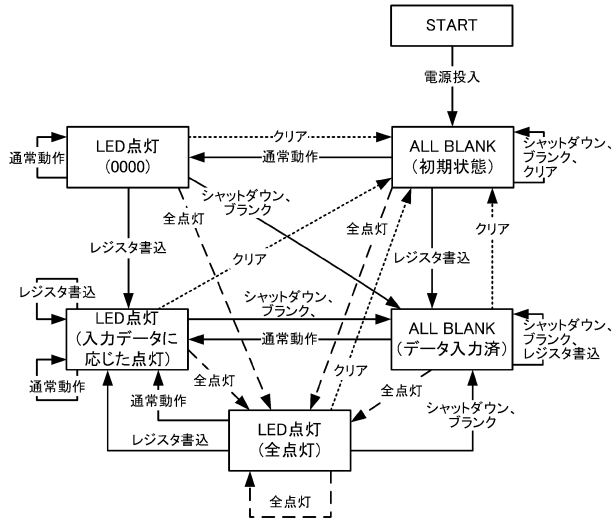 START
電源投入
LED点灯
(0000)
クリア
ALL BLANK
(初期状態)
シャットダウン、
ブランク、
クリア
通常動作
通常動作
シャットダウン、
ブランク
全点灯
全点灯
クリア
レジスタ書込
クリア
レジスタ書込
レジスタ書込
シャットダウン、
ブランク、
LED点灯
(入力データに
応じた点灯)
通常動作
ALL BLANK
(データ入力済)
シャットダウン、
ブランク、
レジスタ書込
通常動作
全点灯
クリア
全点灯
通常動作
シャットダウン、
ブランク
LED点灯
(全点灯)
レジスタ書込
全点灯